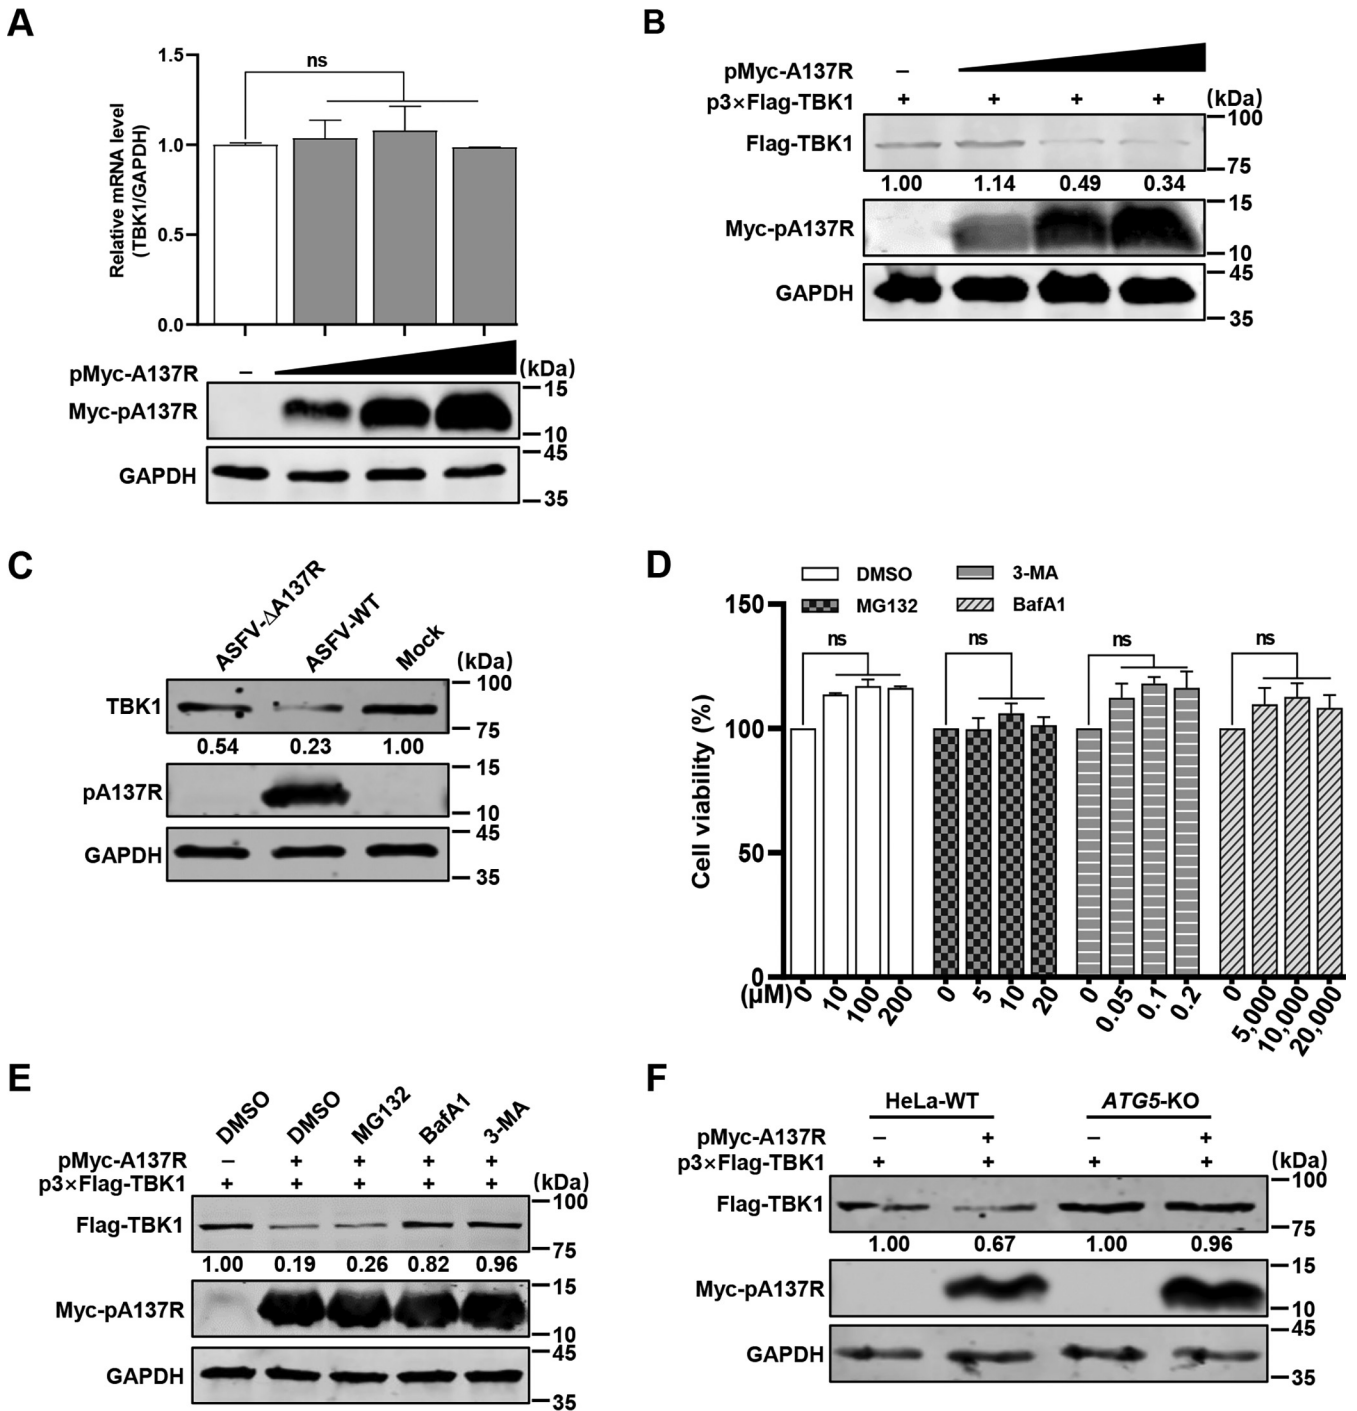 A
1.5
1.0
0.5
0.0
Relative mRNA level
(TBK1/GAPDH)
ns
pMyc-A137R
–
(kDa)
Myc-pA137R
15
10
GAPDH
45
35
B
pMyc-A137R
–
p3×Flag-TBK1
+ + + +
(kDa)
Flag-TBK1
100
75
1.00 1.14 0.49 0.34
Myc-pA137R
15
10
GAPDH
45
35
C
ASFV-ΔA137R
ASFV-WT
Mock
(kDa)
TBK1
100
75
0.54 0.23 1.00
pA137R
15
10
GAPDH
45
35
D
DMSO
3-MA
MG132
BafA1
150
100
50
0
Cell viability (%)
ns ns ns ns
(μM) 0 10 100 200 0 5 10 20 0 0.05 0.1 0.2 0 5,000 10,000 20,000
E
DMSO DMSO MG132 BafA1 3-MA
pMyc-A137R – + + + +
p3×Flag-TBK1 + + + + + (kDa)
Flag-TBK1
100
75
1.00 0.19 0.26 0.82 0.96
Myc-pA137R
15
10
GAPDH
45
35
F
HeLa-WT ATG5-KO
pMyc-A137R – + – +
p3×Flag-TBK1 + + + + (kDa)
Flag-TBK1
100
75
1.00 0.67 1.00 0.96
Myc-pA137R
15
10
GAPDH
45
35